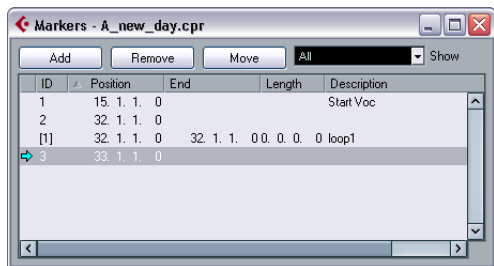 Markers - A_new_day.cpr
Add Remove Move All Show
ID Position End Length Description
1 15. 1. 1. 0 Start Voc
2 32. 1. 1. 0
[1] 32. 1. 1. 0 32. 1. 1. 0 0. 0. 0. 0 loop1
3 33. 1. 1. 0